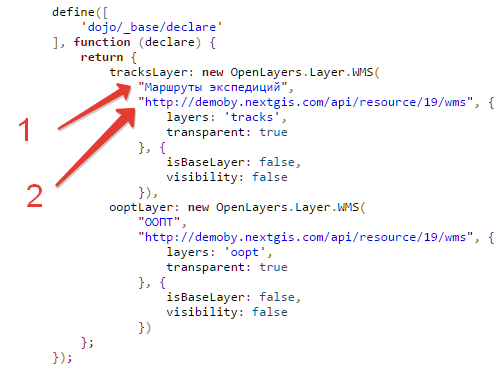 define([
    'dojo/_base/declare'
], function (declare) {
    return {
        tracksLayer: new OpenLayers.Layer.WMS(
1            "Маршруты экспедиций",
            "http://demoby.nextgis.com/api/resource/19/wms", {
                layers: 'tracks',
                transparent: true
2            }, {
                isBaseLayer: false,
                visibility: false
            }),
        ooptLayer: new OpenLayers.Layer.WMS(
            "ООПТ",
            "http://demoby.nextgis.com/api/resource/19/wms", {
                layers: 'oopt',
                transparent: true
            }, {
                isBaseLayer: false,
                visibility: false
            })
    };
});